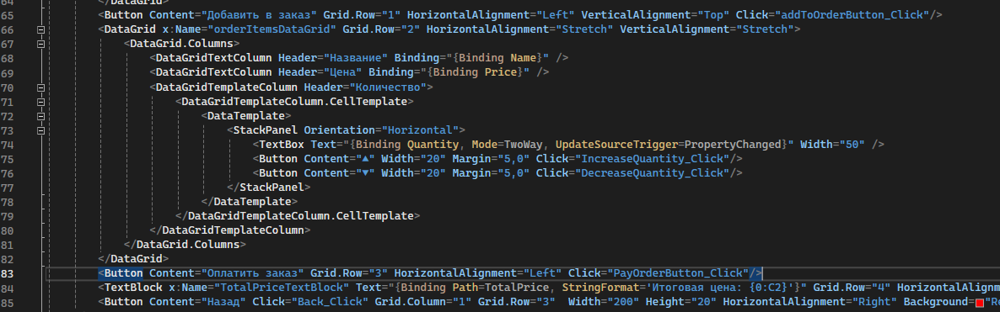 64 </DataGrid>
65 <Button Content="Добавить в заказ" Grid.Row="1" HorizontalAlignment="Left" VerticalAlignment="Top" Click="addToOrderButton_Click"/>
66 <DataGrid x:Name="orderItemsDataGrid" Grid.Row="2" HorizontalAlignment="Stretch" VerticalAlignment="Stretch">
67 <DataGrid.Columns>
68 <DataGridTextColumn Header="Название" Binding="{Binding Name}" />
69 <DataGridTextColumn Header="Цена" Binding="{Binding Price}" />
70 <DataGridTemplateColumn Header="Количество">
71 <DataGridTemplateColumn.CellTemplate>
72 <DataTemplate>
73 <StackPanel Orientation="Horizontal">
74 <TextBox Text="{Binding Quantity, Mode=TwoWay, UpdateSourceTrigger=PropertyChanged}" Width="50" />
75 <Button Content="▲" Width="20" Margin="5,0" Click="IncreaseQuantity_Click"/>
76 <Button Content="▼" Width="20" Margin="5,0" Click="DecreaseQuantity_Click"/>
77 </StackPanel>
78 </DataTemplate>
79 </DataGridTemplateColumn.CellTemplate>
80 </DataGridTemplateColumn>
81 </DataGrid.Columns>
82 </DataGrid>
83 <Button Content="Оплатить заказ" Grid.Row="3" HorizontalAlignment="Left" Click="PayOrderButton_Click"/>
84 <TextBlock x:Name="TotalPriceTextBlock" Text="{Binding Path=TotalPrice, StringFormat='Итоговая цена: {0:C2}'}" Grid.Row="4" HorizontalAlignm
85 <Button Content="Назад" Click="Back_Click" Grid.Column="1" Grid.Row="3" Width="200" Height="20" HorizontalAlignment="Right" Background="